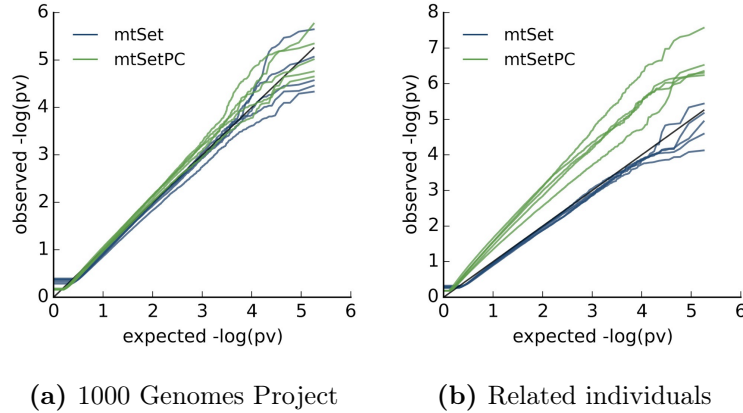 6
5
4
3
2
1
0
observed -log(pv)
mtSet
mtSetPC
0 1 2 3 4 5 6
expected -log(pv)
(a) 1000 Genomes Project
8
7
6
5
4
3
2
1
0
observed -log(pv)
mtSet
mtSetPC
0 1 2 3 4 5 6
expected -log(pv)
(b) Related individuals